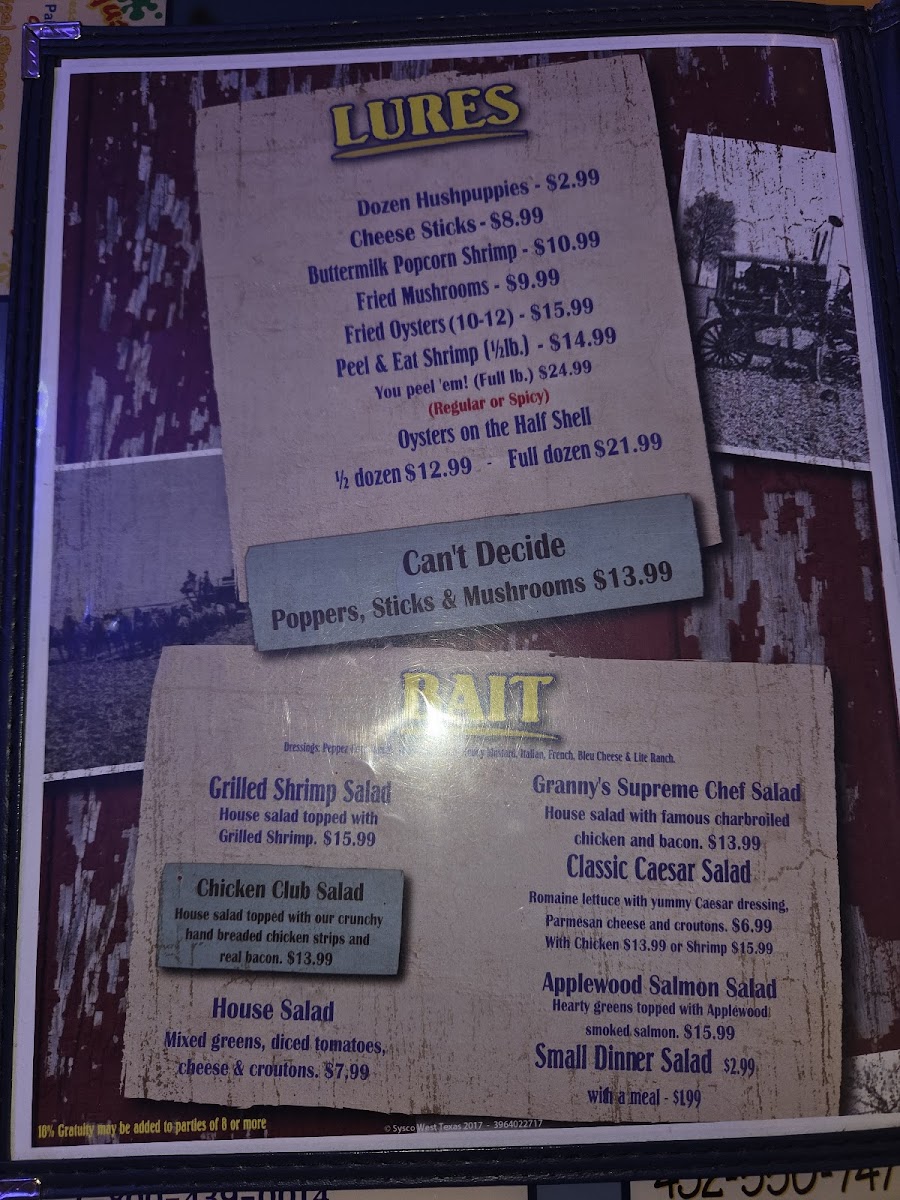 LURES
Dozen Hushpuppies - $2.99
Cheese Sticks - $8.99
Buttermilk Popcorn Shrimp - $10.99
Fried Mushrooms - $9.99
Fried Oysters (10-12) - $15.99
Peel & Eat Shrimp (½lb.) - $14.99
You peel 'em! (Full lb.) $24.99
(Regular or Spicy)
Oysters on the Half Shell
½ dozen $12.99 - Full dozen $21.99
Can't Decide
Poppers, Sticks & Mushrooms $13.99
BAIT
Dressings: Mustard, Italian, French, Bleu Cheese & Lite Ranch.
Grilled Shrimp Salad
House salad topped with
Grilled Shrimp. $15.99
Chicken Club Salad
House salad topped with our crunchy
hand breaded chicken strips and
real bacon. $13.99
House Salad
Mixed greens, diced tomatoes,
cheese & croutons. $7.99
Granny's Supreme Chef Salad
House salad with famous charbroiled
chicken and bacon. $13.99
Classic Caesar Salad
Romaine lettuce with yummy Caesar dressing,
Parmesan cheese and croutons. $6.99
With Chicken $13.99 or Shrimp $15.99
Applewood Salmon Salad
Hearty greens topped with Applewood
smoked salmon. $15.99
Small Dinner Salad $2.99
with a meal - $1.99
18% Gratuity may be added to parties of 8 or more
© Sysco West Texas 2017 - 3964022717